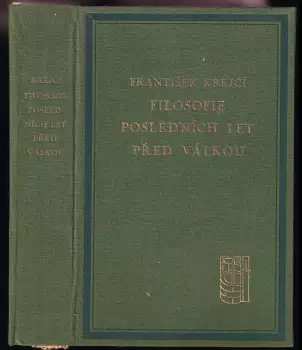 KREJČÍ
FILOSOFIE
POSLED-
NÍCH LET
PŘED
VÁLKOU
FRANTIŠEK KREJČÍ
FILOSOFIE
POSLEDNÍCH LET
PŘED VÁLKOU